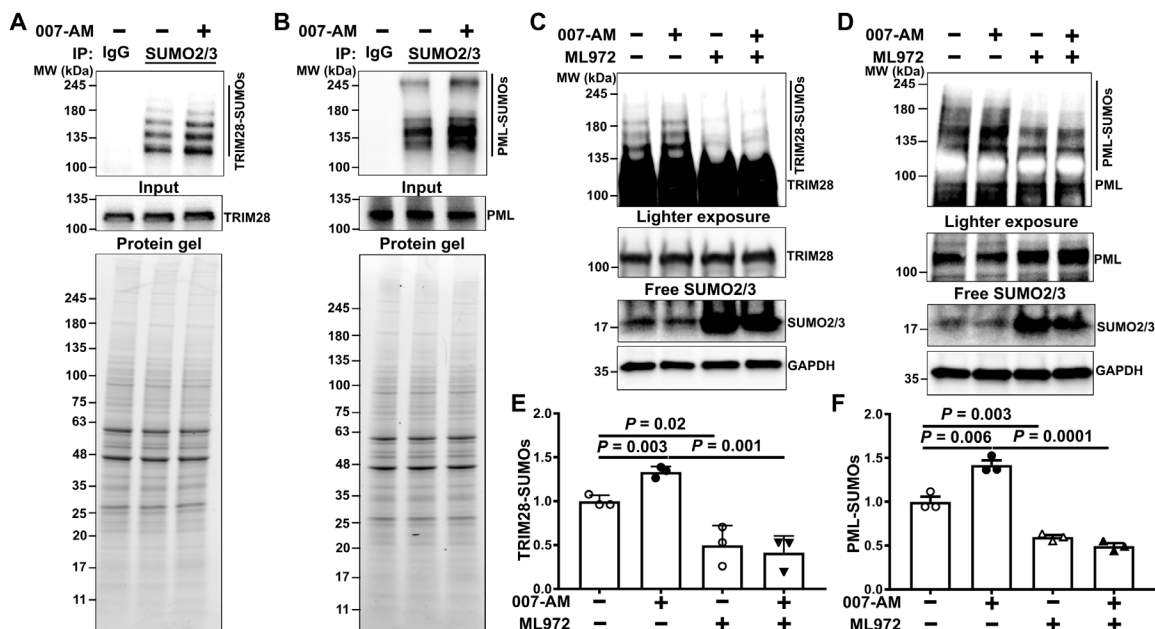 A
007-AM − − +
IP: IgG SUMO2/3
MW (kDa)
245
180
135
100
TRIM28-SUMOs
Input
135
100
TRIM28
Protein gel
245
180
135
100
75
63
48
35
25
20
17
11
B
007-AM − − +
IP: IgG SUMO2/3
MW (kDa)
245
180
135
100
PML-SUMOs
Input
135
100
PML
Protein gel
245
180
135
100
75
63
48
35
25
20
17
11
C
007-AM − + − +
ML972 − − + +
MW (kDa)
245
180
135
100
TRIM28-SUMOs
TRIM28
Lighter exposure
100
TRIM28
Free SUMO2/3
17
SUMO2/3
35
GAPDH
D
007-AM − + − +
ML972 − − + +
MW (kDa)
245
180
135
100
PML-SUMOs
PML
Lighter exposure
100
PML
Free SUMO2/3
17
SUMO2/3
35
GAPDH
E
TRIM28-SUMOs
2.0
1.5
1.0
0.5
0.0
P = 0.02
P = 0.003 P = 0.001
007-AM − + − +
ML972 − − + +
F
PML-SUMOs
2.0
1.5
1.0
0.5
0.0
P = 0.003
P = 0.006 P = 0.0001
007-AM − + − +
ML972 − − + +